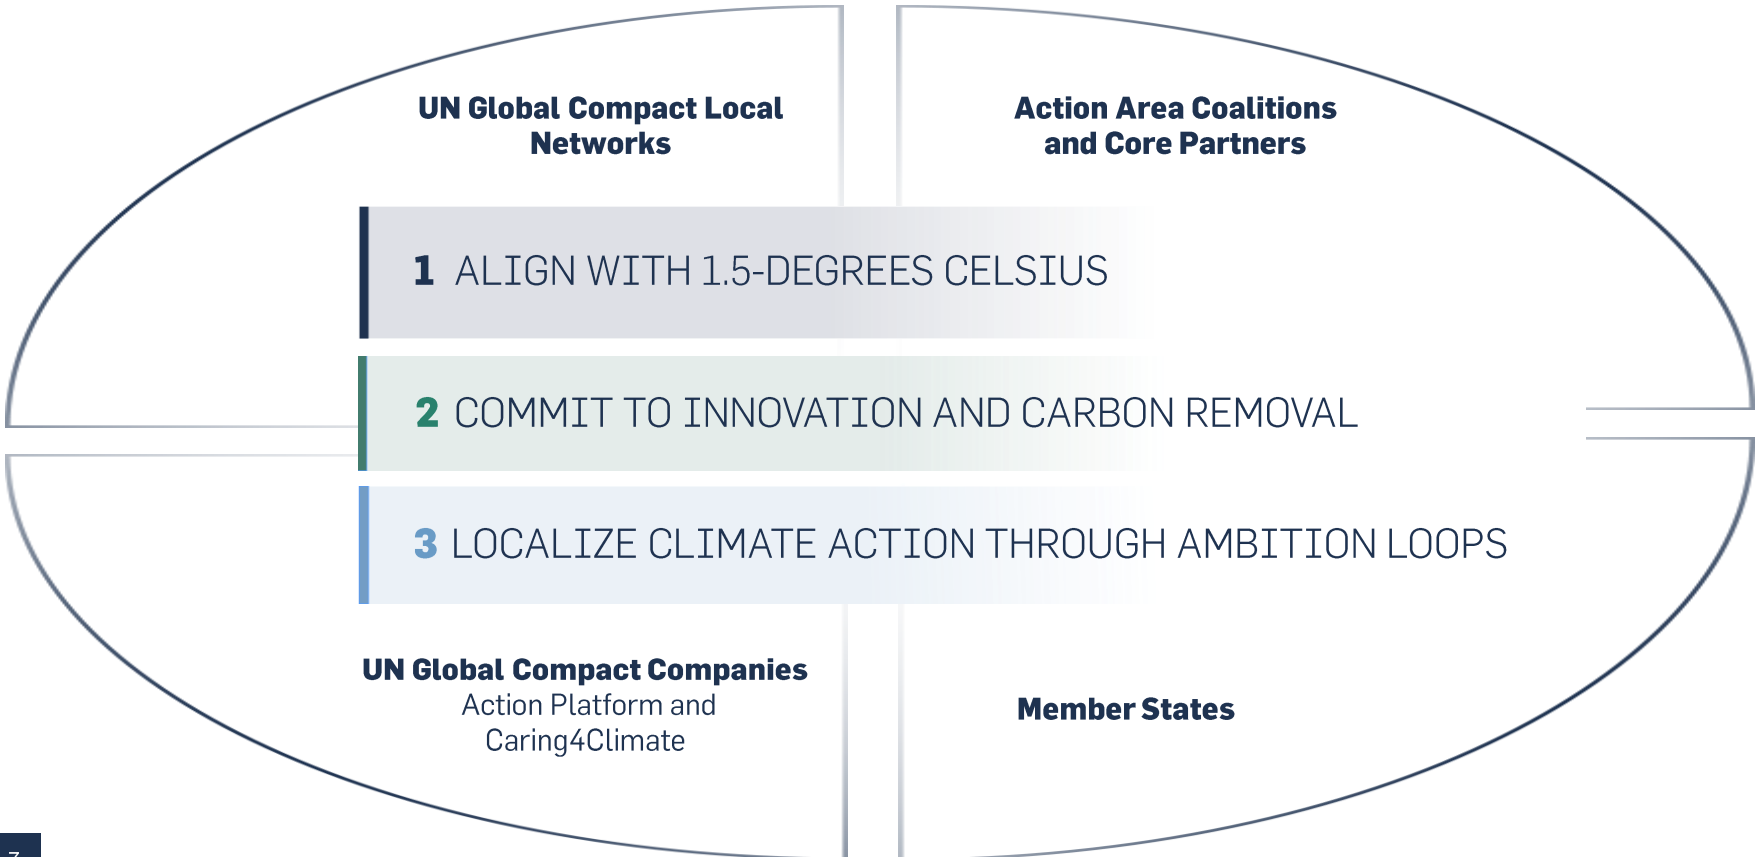 UN Global Compact Local
Networks
Action Area Coalitions
and Core Partners
1 ALIGN WITH 1.5-DEGREES CELSIUS
2 COMMIT TO INNOVATION AND CARBON REMOVAL
3 LOCALIZE CLIMATE ACTION THROUGH AMBITION LOOPS
UN Global Compact Companies
Action Platform and
Caring4Climate
Member States